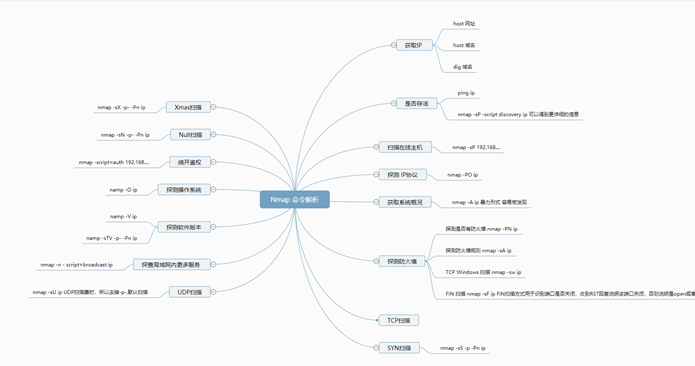 Nmap 命令解析
获取IP
host 网址
host 域名
dig 域名
是否存活
ping ip
nmap -sP -script discovery ip 可以得到更详细的信息
扫描在线主机
nmap -sP 192.168....
探测 IP协议
nmap -PO ip
获取系统概况
nmap -A ip 暴力形式 容易被发现
探测防火墙
探测是否有防火墙 nmap -PN ip
探测防火墙规则 nmap -sA ip
TCP Windows 扫描 nmap -sw ip
FIN 扫描 nmap -sF ip FIN扫描方式用于识别端口是否关闭，收到RST回复说明该端口关闭，否则说明是open或者
TCP扫描
SYN扫描
nmap -sS -p -Pn ip
Xmas扫描
nmap -sX -p- -Pn ip
Null扫描
nmap -sN -p- -Pn ip
绕开鉴权
nmap -script=auth 192.168....
探测操作系统
namp -O ip
探测软件版本
namp -V ip
namp -sTV -p- -Pn ip
探查局域网内更多服务
nmap -n - script=broadcast ip
UDP扫描
nmap -sU ip UDP扫描费时，所以去掉-p-,默认扫描